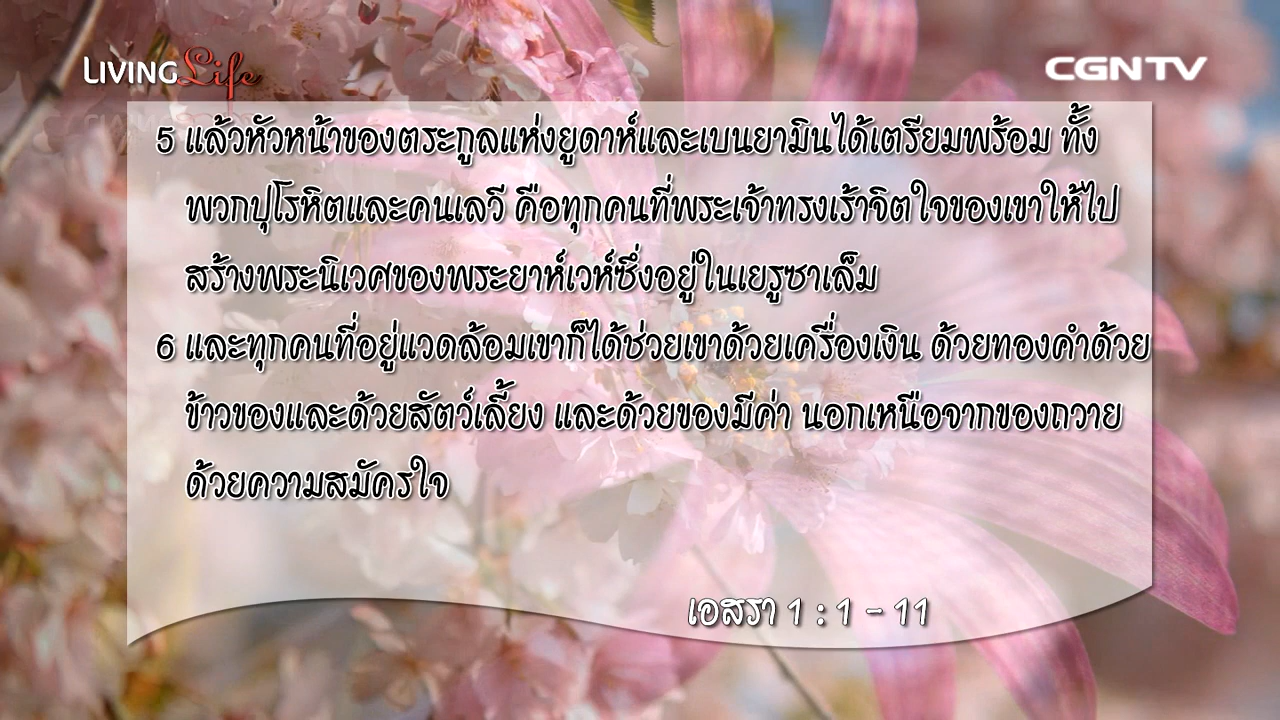 LIVING Life
CGNTV
5 แล้วหัวหน้าของตระกูลแห่งยูดาห์และเบนยามินได้เตรียมพร้อม ทั้ง
พวกปุโรหิตและคนเลวี คือทุกคนที่พระเจ้าทรงเร้าจิตใจของเขาให้ไป
สร้างพระนิเวศของพระยาห์เวห์ซึ่งอยู่ในเยรูซาเล็ม
6 และทุกคนที่อยู่แวดล้อมเขาก็ได้ช่วยเขาด้วยเครื่องเงิน ด้วยทองคำด้วย
ข้าวของและด้วยสัตว์เลี้ยง และด้วยของมีค่า นอกเหนือจากของถวาย
ด้วยความสมัครใจ
เอสรา 1 : 1 - 11